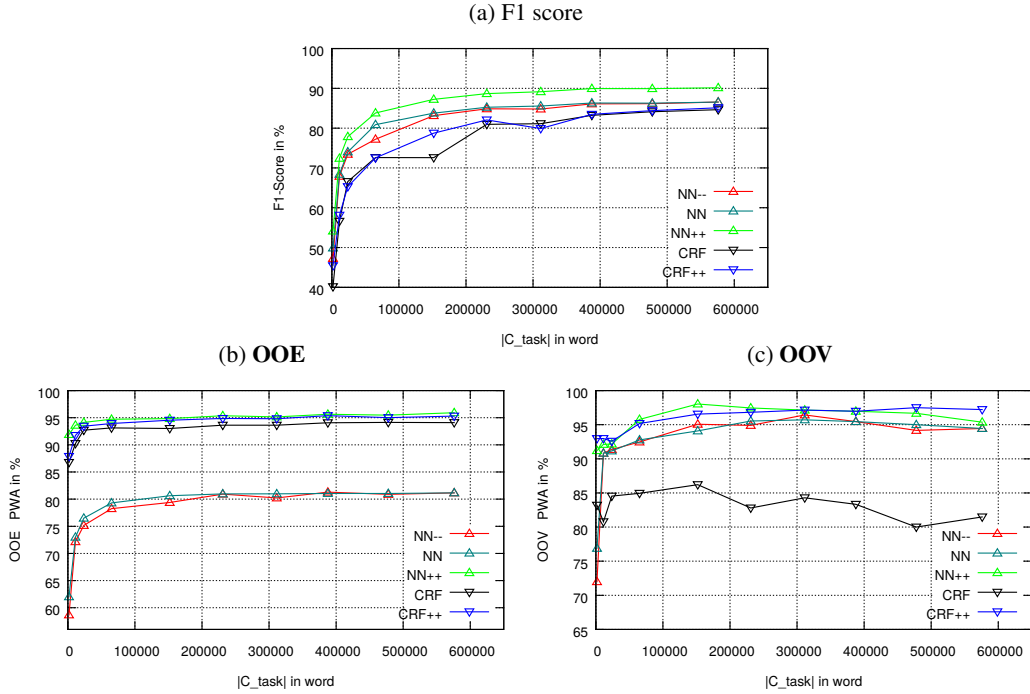 (a) F1 score
100
90
80
70
60
50
40
F1-Score in %
0 100000 200000 300000 400000 500000 600000
|C_task| in word
NN--
NN
NN++
CRF
CRF++
(b) OOE
100
95
90
85
80
75
70
65
60
OOE PWA in %
0 100000 200000 300000 400000 500000 600000
|C_task| in word
NN--
NN
NN++
CRF
CRF++
(c) OOV
100
95
90
85
80
75
70
65
OOV PWA in %
0 100000 200000 300000 400000 500000 600000
|C_task| in word
NN--
NN
NN++
CRF
CRF++